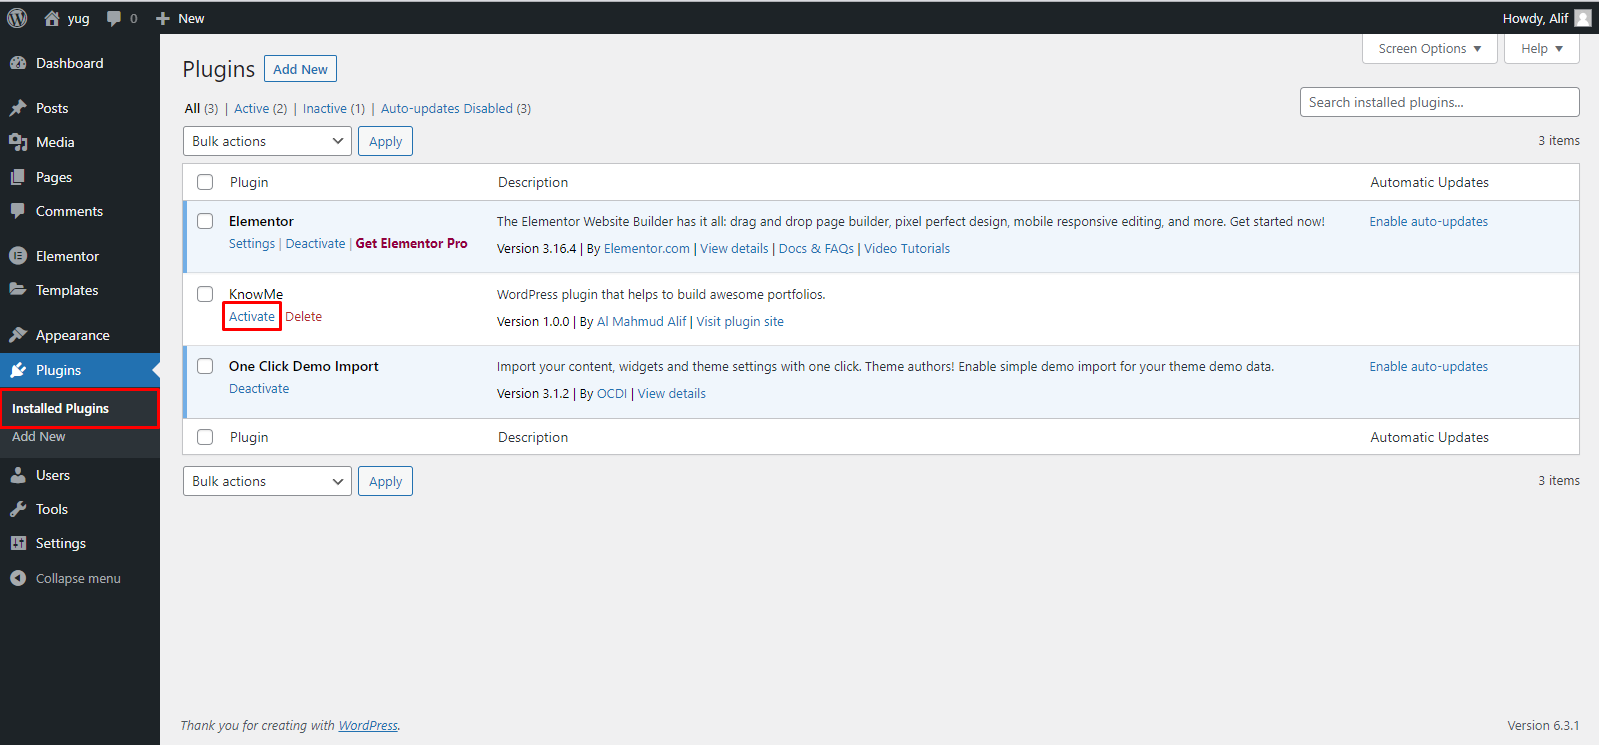 yug 0 New Howdy, Alif
Dashboard
Posts
Media
Pages
Comments
Elementor
Templates
Appearance
Plugins
Installed Plugins
Add New
Users
Tools
Settings
Collapse menu
Screen Options Help
Plugins Add New
All (3) | Active (2) | Inactive (1) | Auto-updates Disabled (3)
Search installed plugins...
Bulk actions Apply 3 items
Plugin Description Automatic Updates
Elementor The Elementor Website Builder has it all: drag and drop page builder, pixel perfect design, mobile responsive editing, and more. Get started now! Enable auto-updates
Settings | Deactivate | Get Elementor Pro Version 3.16.4 | By Elementor.com | View details | Docs & FAQs | Video Tutorials
KnowMe WordPress plugin that helps to build awesome portfolios.
Activate Delete Version 1.0.0 | By Al Mahmud Alif | Visit plugin site
One Click Demo Import Import your content, widgets and theme settings with one click. Theme authors! Enable simple demo import for your theme demo data. Enable auto-updates
Deactivate Version 3.1.2 | By OCDI | View details
Plugin Description Automatic Updates
Bulk actions Apply 3 items
Thank you for creating with WordPress. Version 6.3.1